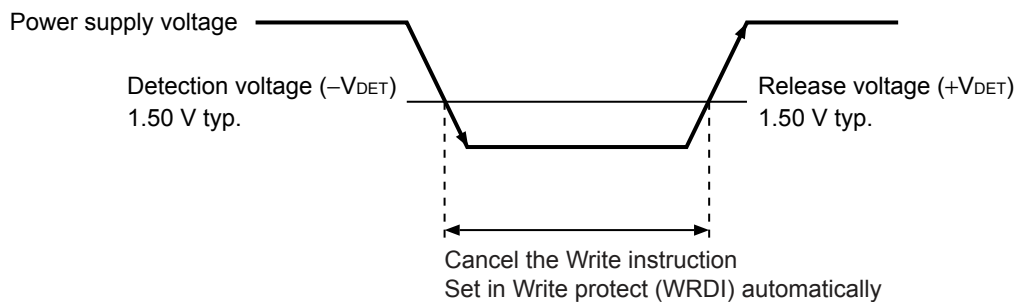 Power supply voltage
Detection voltage (−VDET)
1.50 V typ.
Release voltage (+VDET)
1.50 V typ.
Cancel the Write instruction
Set in Write protect (WRDI) automatically